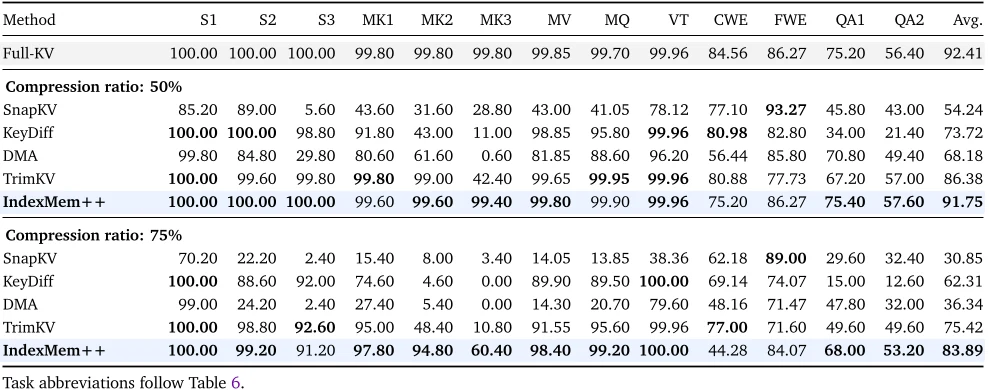 Method S1 S2 S3 MK1 MK2 MK3 MV MQ VT CWE FWE QA1 QA2 Avg.
Full-KV 100.00 100.00 100.00 99.80 99.80 99.80 99.85 99.70 99.96 84.56 86.27 75.20 56.40 92.41
Compression ratio: 50%
SnapKV 85.20 89.00 5.60 43.60 31.60 28.80 43.00 41.05 78.12 77.10 93.27 45.80 43.00 54.24
KeyDiff 100.00 100.00 98.80 91.80 43.00 11.00 98.85 95.80 99.96 80.98 82.80 34.00 21.40 73.72
DMA 99.80 84.80 29.80 80.60 61.60 0.60 81.85 88.60 96.20 56.44 85.80 70.80 49.40 68.18
TrimKV 100.00 99.60 99.80 99.80 99.00 42.40 99.65 99.95 99.96 80.88 77.73 67.20 57.00 86.38
IndexMem++ 100.00 100.00 100.00 99.60 99.60 99.40 99.80 99.90 99.96 75.20 86.27 75.40 57.60 91.75
Compression ratio: 75%
SnapKV 70.20 22.20 2.40 15.40 8.00 3.40 14.05 13.85 38.36 62.18 89.00 29.60 32.40 30.85
KeyDiff 100.00 88.60 92.00 74.60 4.60 0.00 89.90 89.50 100.00 69.14 74.07 15.00 12.60 62.31
DMA 99.00 24.20 2.40 27.40 5.40 0.00 14.30 20.70 79.60 48.16 71.47 47.80 32.00 36.34
TrimKV 100.00 98.80 92.60 95.00 48.40 10.80 91.55 95.60 99.96 77.00 71.60 49.60 49.60 75.42
IndexMem++ 100.00 99.20 91.20 97.80 94.80 60.40 98.40 99.20 100.00 44.28 84.07 68.00 53.20 83.89
Task abbreviations follow Table 6.